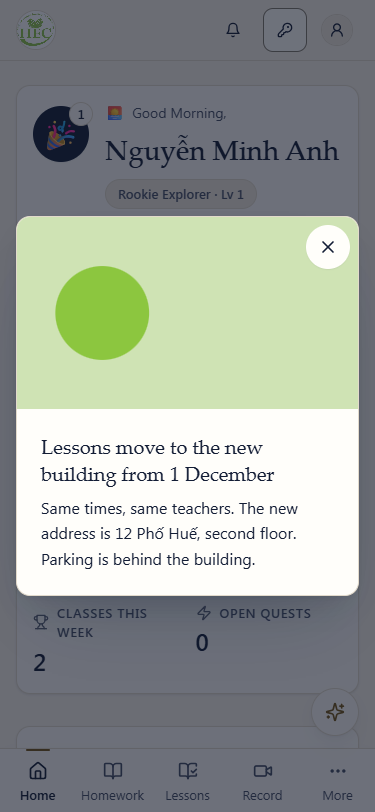 HEC
1
Good Morning,
Nguyễn Minh Anh
Rookie Explorer · Lv 1
Lessons move to the new
building from 1 December
Same times, same teachers. The new
address is 12 Phố Huế, second floor.
Parking is behind the building.
CLASSES THIS
WEEK
2
OPEN QUESTS
0
Home
Homework
Lessons
Record
More